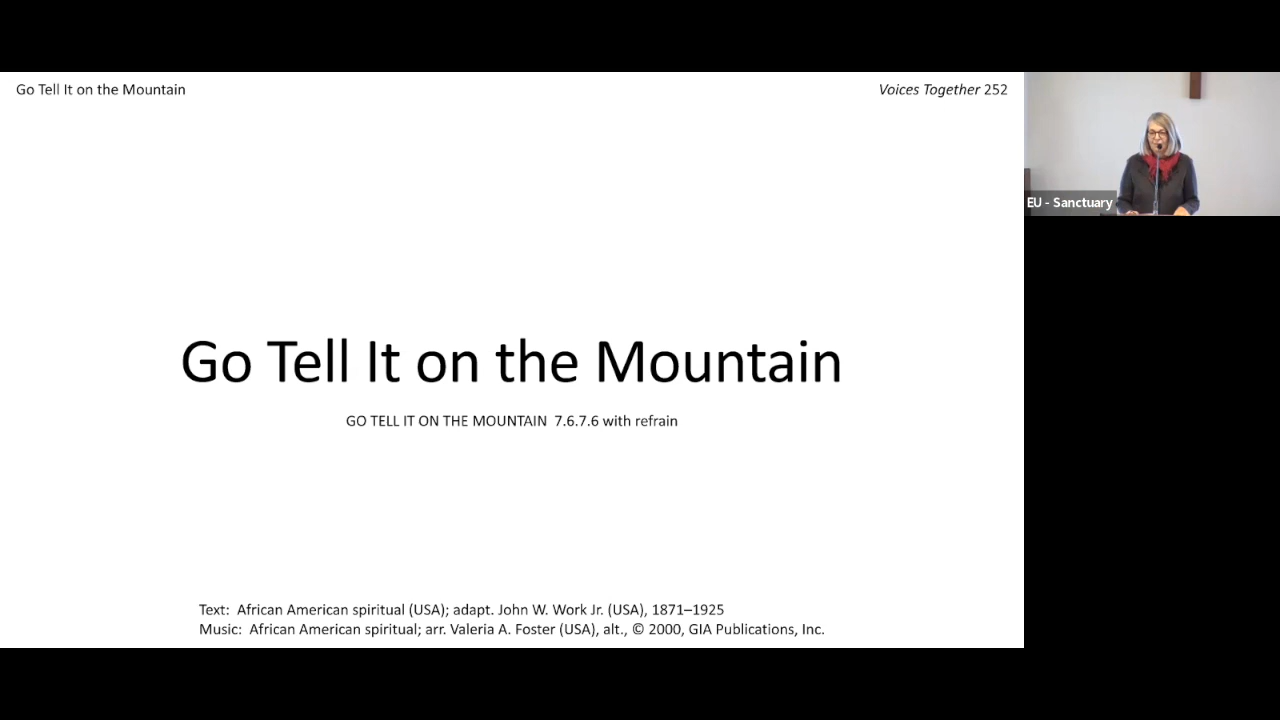 Go Tell It on the Mountain
Voices Together 252
EU - Sanctuary
Go Tell It on the Mountain
GO TELL IT ON THE MOUNTAIN 7.6.7.6 with refrain
Text: African American spiritual (USA); adapt. John W. Work Jr. (USA), 1871–1925
Music: African American spiritual; arr. Valeria A. Foster (USA), alt., © 2000, GIA Publications, Inc.